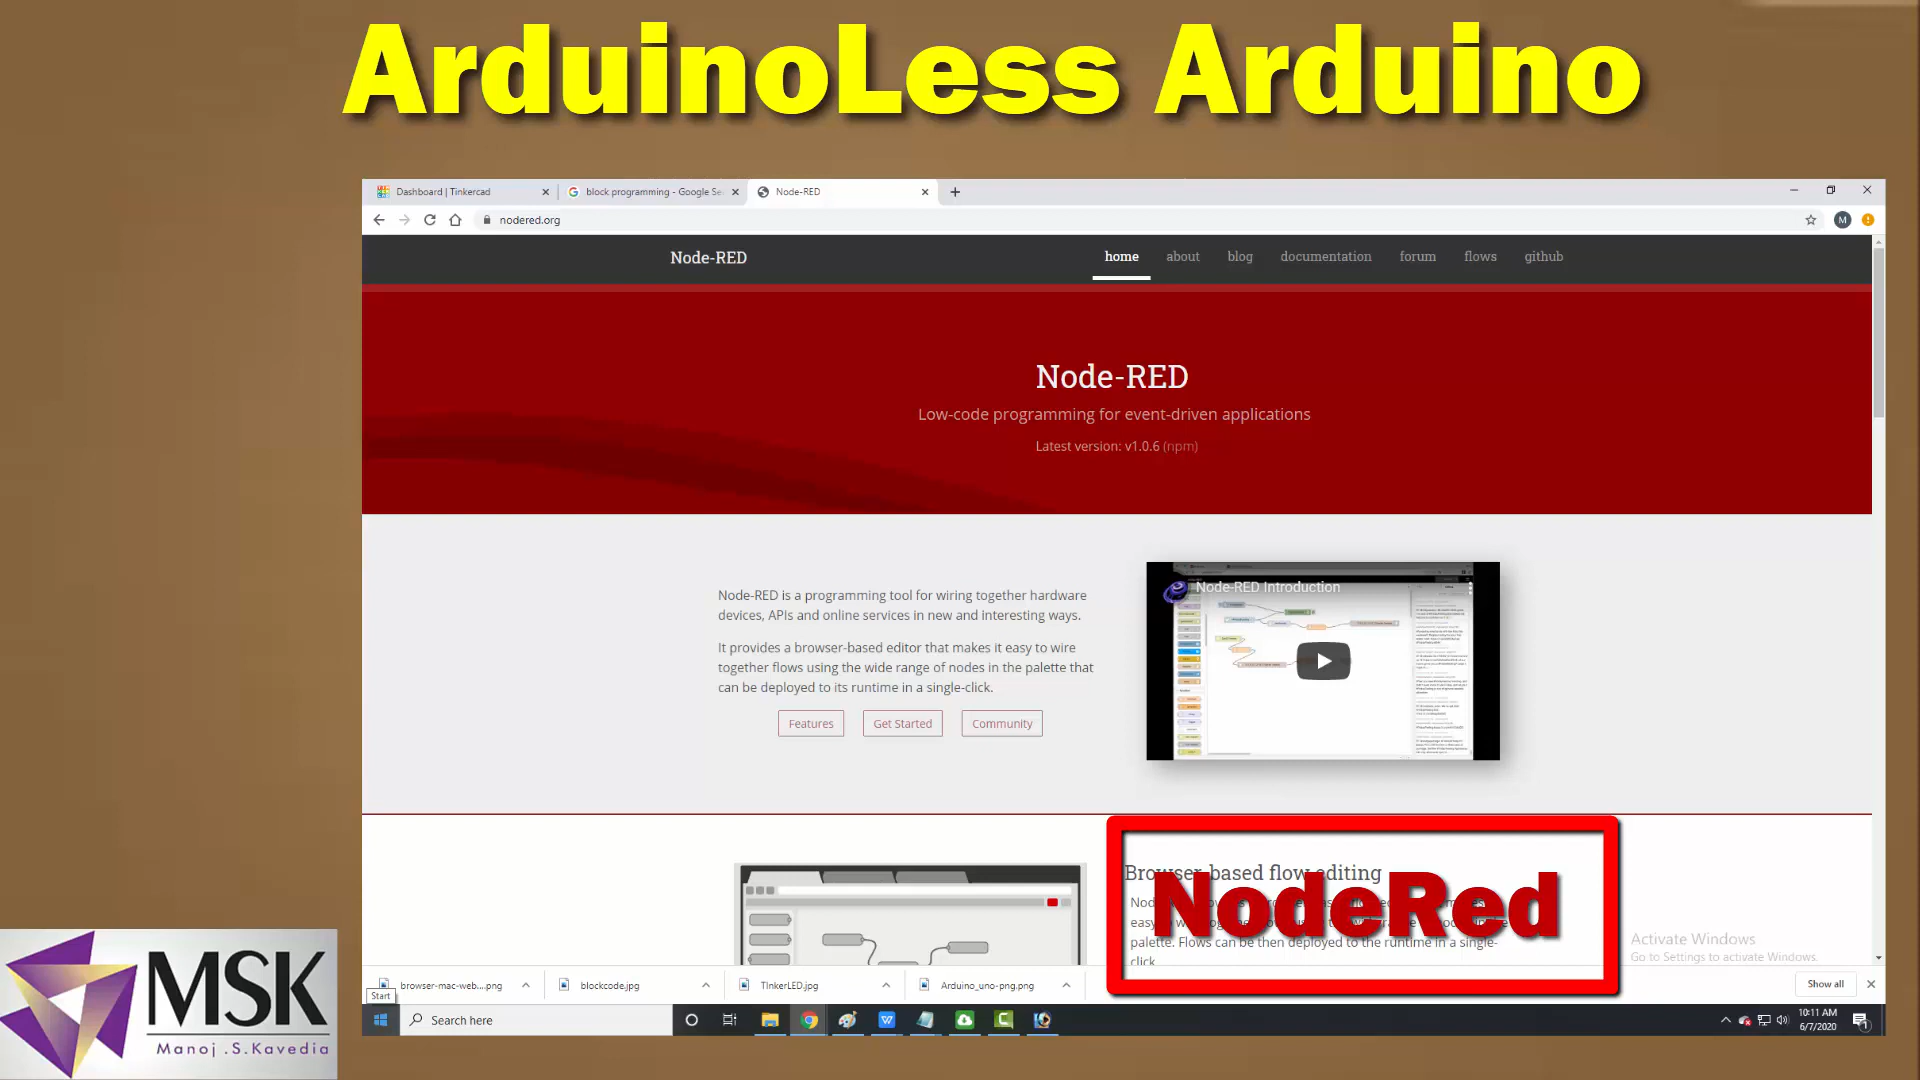 ArduinoLess Arduino
Dashboard | Tinkercad
block programming - Google Se
Node-RED
nodered.org
M
Node-RED
home
about
blog
documentation
forum
flows
github
Node-RED
Low-code programming for event-driven applications
Latest version: v1.0.6 (npm)
Node-RED is a programming tool for wiring together hardware
devices, APIs and online services in new and interesting ways.
It provides a browser-based editor that makes it easy to wire
together flows using the wide range of nodes in the palette that
can be deployed to its runtime in a single-click.
Features
Get Started
Community
Node-RED Introduction
Browser-based flow editing
NodeRed
palette. Flows can be then deployed to the runtime in a single-
click.
Activate Windows
Go to Settings to activate Windows.
browser-mac-web....png
blockcode.jpg
TInkerLED.jpg
Arduino_uno-png.png
Show all
Start
Search here
10:11 AM
6/7/2020
MSK
Manoj .S.Kavedia